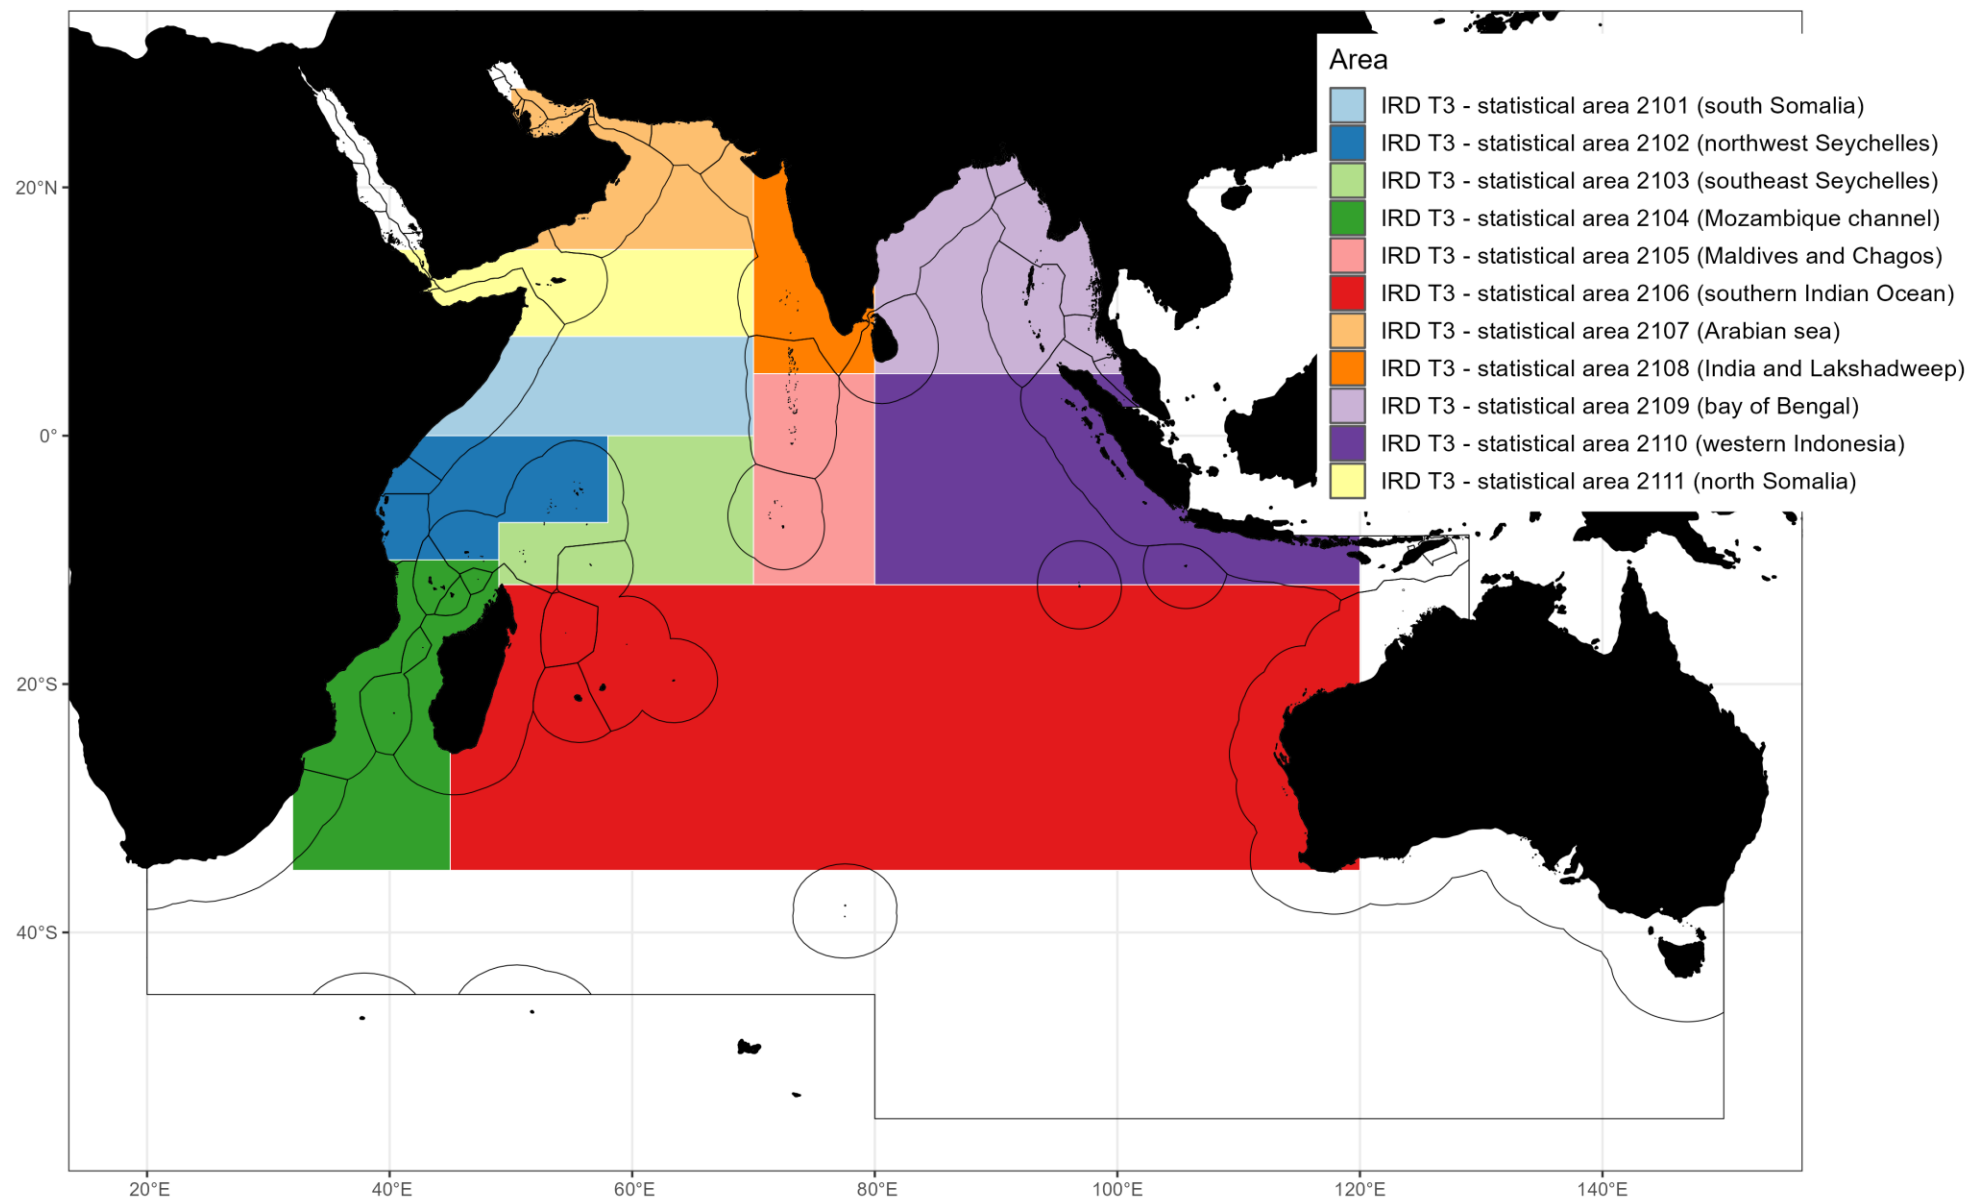 Area
IRD T3 - statistical area 2101 (south Somalia)
IRD T3 - statistical area 2102 (northwest Seychelles)
IRD T3 - statistical area 2103 (southeast Seychelles)
IRD T3 - statistical area 2104 (Mozambique channel)
IRD T3 - statistical area 2105 (Maldives and Chagos)
IRD T3 - statistical area 2106 (southern Indian Ocean)
IRD T3 - statistical area 2107 (Arabian sea)
IRD T3 - statistical area 2108 (India and Lakshadweep)
IRD T3 - statistical area 2109 (bay of Bengal)
IRD T3 - statistical area 2110 (western Indonesia)
IRD T3 - statistical area 2111 (north Somalia)
20°N
0°
20°S
40°S
20°E 40°E 60°E 80°E 100°E 120°E 140°E